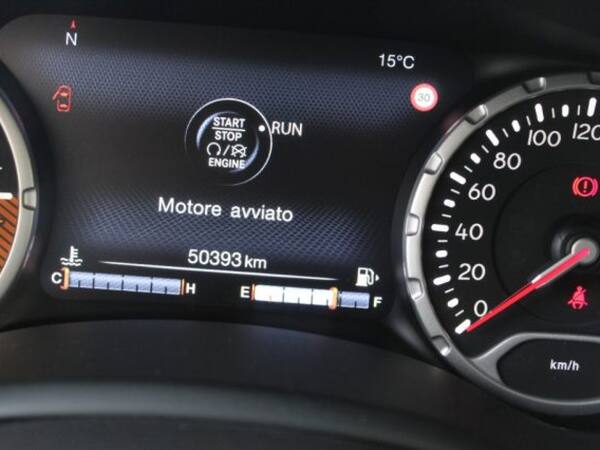 N
15°C
30
START
STOP
RUN
ENGINE
Motore avviato
50393 km
C H E F
0
20
40
60
80
100
120
km/h